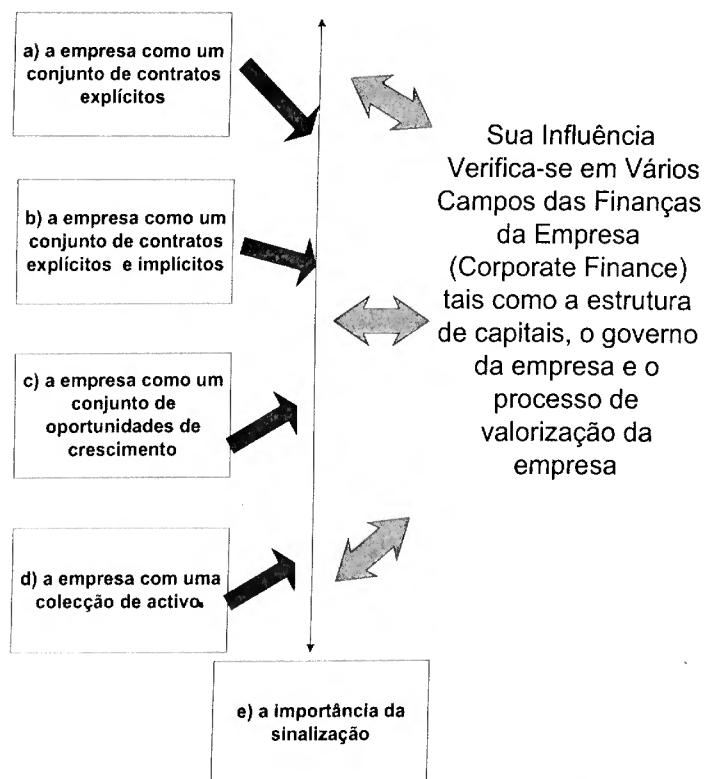 a) a empresa como um
conjunto de contratos
explícitos
b) a empresa como um
conjunto de contratos
explícitos e implícitos
c) a empresa como um
conjunto de
oportunidades de
crescimento
d) a empresa com uma
colecção de activo.
e) a importância da
sinalização
Sua Influência
Verifica-se em Vários
Campos das Finanças
da Empresa
(Corporate Finance)
tais como a estrutura
de capitais, o governo
da empresa e o
processo de
valorização da
empresa